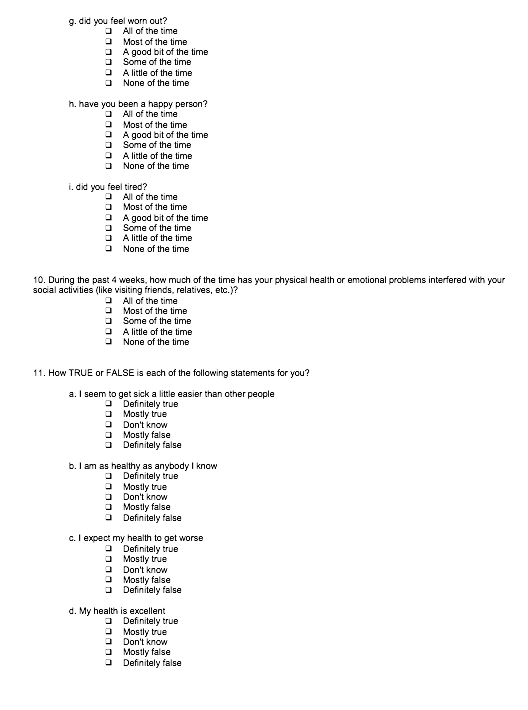 g. did you feel worn out?
❑ All of the time
❑ Most of the time
❑ A good bit of the time
❑ Some of the time
❑ A little of the time
❑ None of the time
h. have you been a happy person?
❑ All of the time
❑ Most of the time
❑ A good bit of the time
❑ Some of the time
❑ A little of the time
❑ None of the time
i. did you feel tired?
❑ All of the time
❑ Most of the time
❑ A good bit of the time
❑ Some of the time
❑ A little of the time
❑ None of the time
10. During the past 4 weeks, how much of the time has your physical health or emotional problems interfered with your
social activities (like visiting friends, relatives, etc.)?
❑ All of the time
❑ Most of the time
❑ Some of the time
❑ A little of the time
❑ None of the time
11. How TRUE or FALSE is each of the following statements for you?
a. I seem to get sick a little easier than other people
❑ Definitely true
❑ Mostly true
❑ Don't know
❑ Mostly false
❑ Definitely false
b. I am as healthy as anybody I know
❑ Definitely true
❑ Mostly true
❑ Don't know
❑ Mostly false
❑ Definitely false
c. I expect my health to get worse
❑ Definitely true
❑ Mostly true
❑ Don't know
❑ Mostly false
❑ Definitely false
d. My health is excellent
❑ Definitely true
❑ Mostly true
❑ Don't know
❑ Mostly false
❑ Definitely false